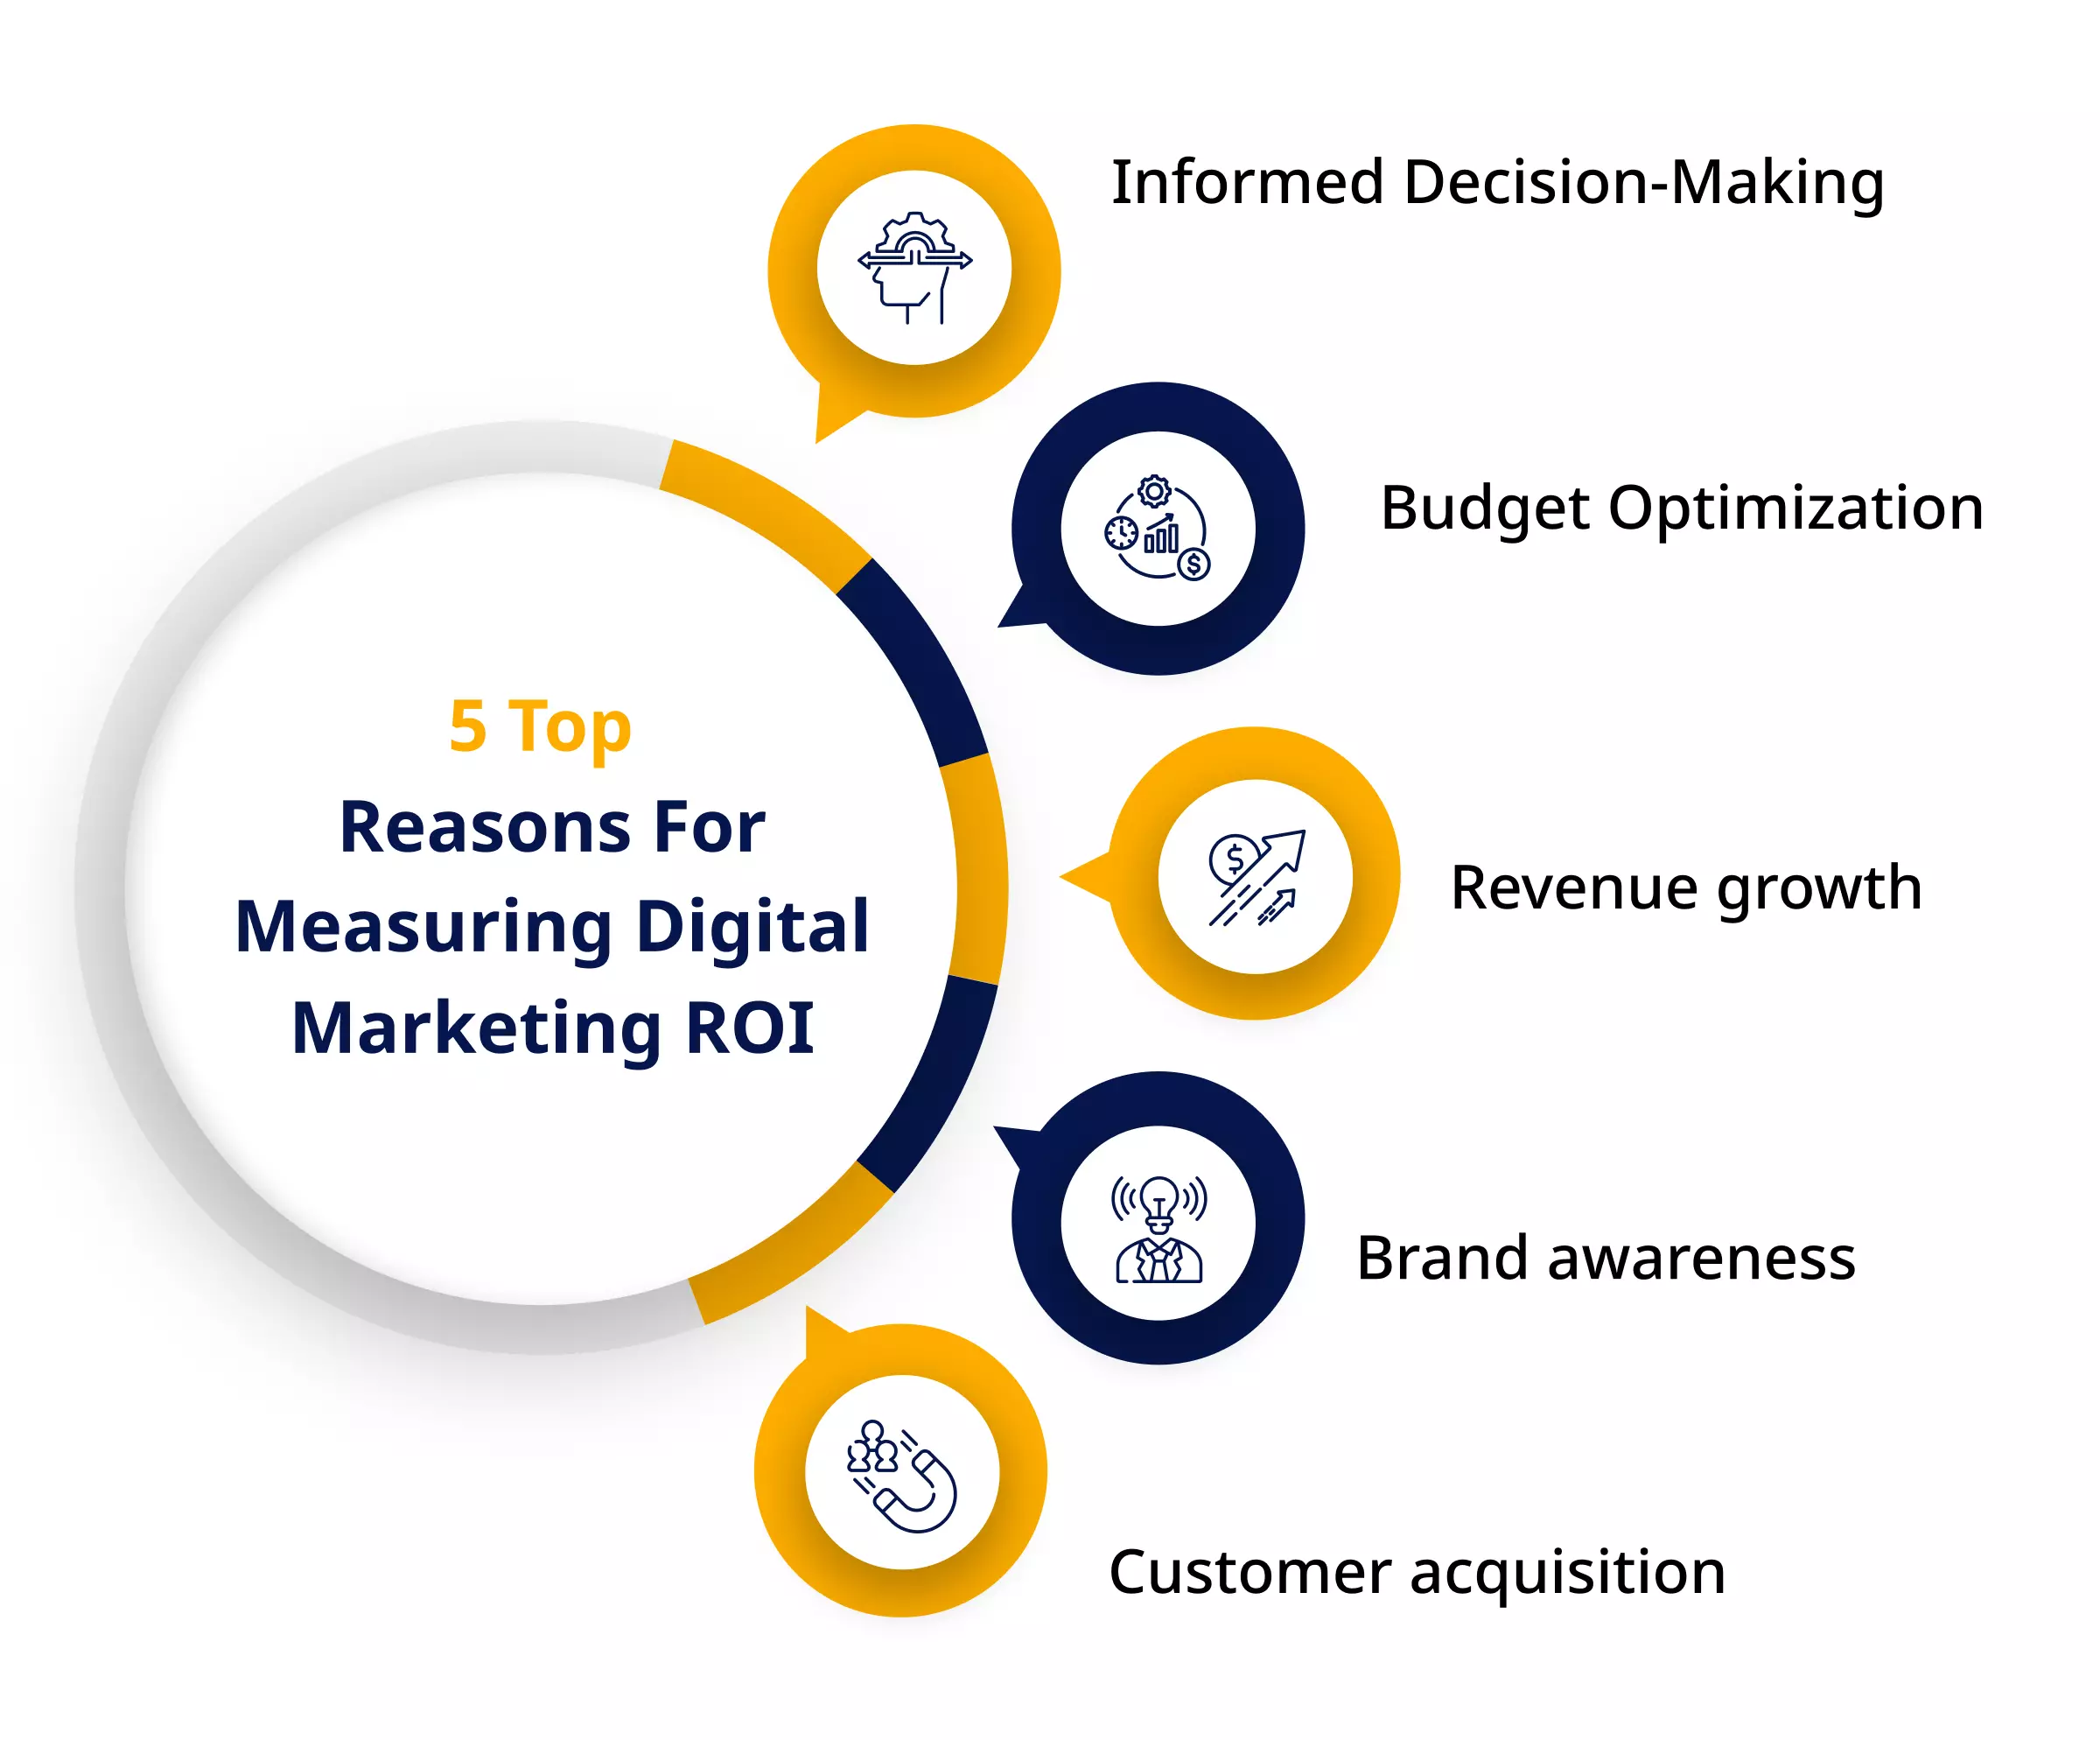 5 Top
Reasons For
Measuring Digital
Marketing ROI
Informed Decision-Making
Budget Optimization
Revenue growth
Brand awareness
Customer acquisition